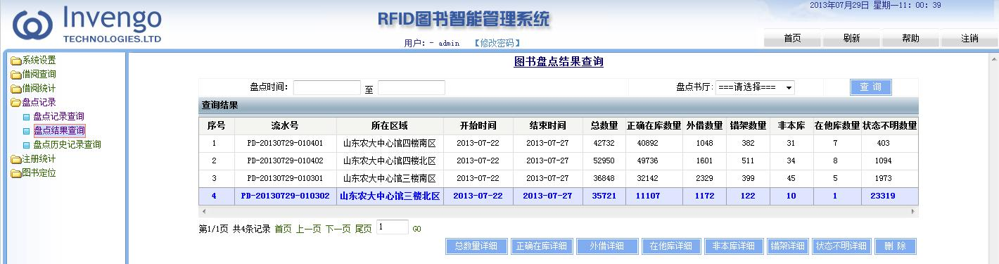 2013年07月29日 星期一11: 00: 39
Invengo
TECHNOLOGIES.LTD
RFID图书智能管理系统
用户: - admin 【修改密码】
首页 刷新 帮助 注销
系统设置
借阅查询
借阅统计
盘点记录
盘点记录查询
盘点结果查询
盘点历史记录查询
注册统计
图书定位
图书盘点结果查询
盘点时间: 至 盘点书厅: ===请选择=== 查 询
查询结果
序号 流水号 所在区域 开始时间 结束时间 总数量 正确在库数量 外借数量 错架数量 非本库 在他库数量 状态不明数量
1 PD-20130729-010401 山东农大中心馆四楼南区 2013-07-22 2013-07-27 42732 40892 1048 382 31 7 403
2 PD-20130729-010402 山东农大中心馆四楼北区 2013-07-22 2013-07-27 52950 49736 1601 511 34 8 1094
3 PD-20130729-010301 山东农大中心馆三楼南区 2013-07-22 2013-07-27 36848 32142 2329 399 45 5 1973
4 PD-20130729-010302 山东农大中心馆三楼北区 2013-07-22 2013-07-27 35721 11107 1172 122 10 1 23319
第1/1页 共4条记录 首页 上一页 下一页 尾页 1 GO
总数量详细 正确在库详细 外借详细 在他库详细 非本库详细 错架详细 状态不明详细 删 除